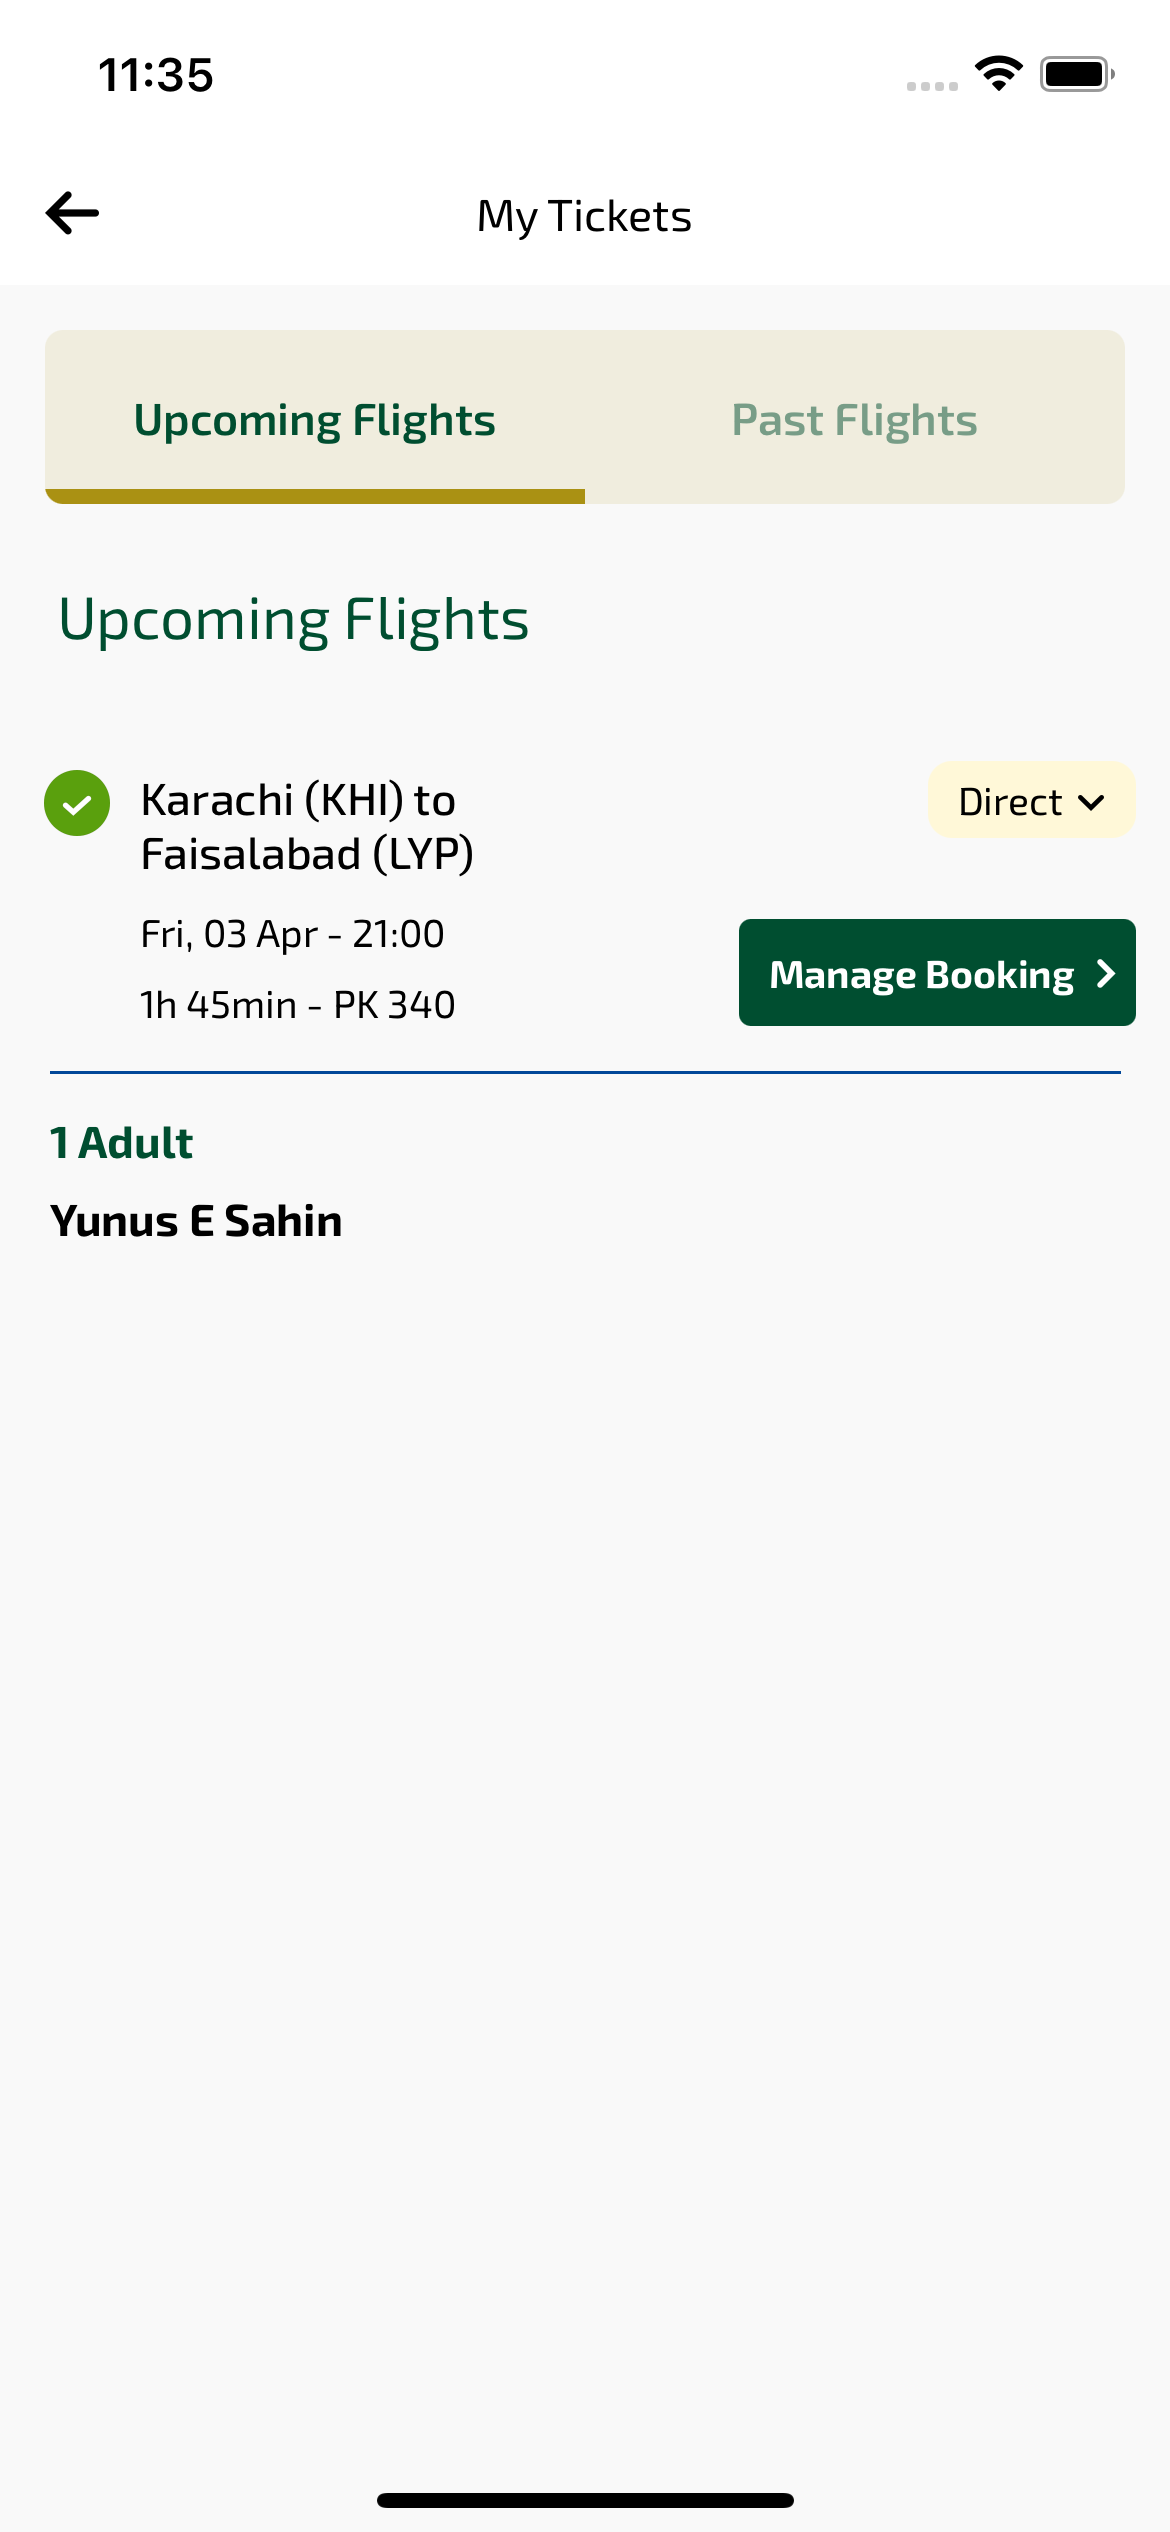 11:35
My Tickets
Upcoming Flights
Past Flights
Upcoming Flights
Karachi (KHI) to
Faisalabad (LYP)
Direct
Fri, 03 Apr - 21:00
1h 45min - PK 340
Manage Booking
1 Adult
Yunus E Sahin